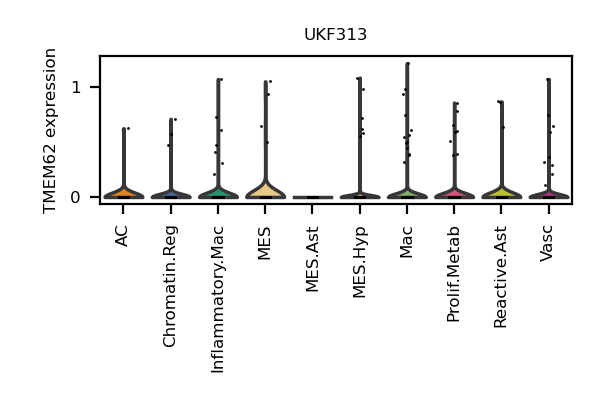 UKF313
TMEM62 expression
1
0
AC
Chromatin.Reg
Inflammatory.Mac
MES
MES.Ast
MES.Hyp
Mac
Prolif.Metab
Reactive.Ast
Vasc